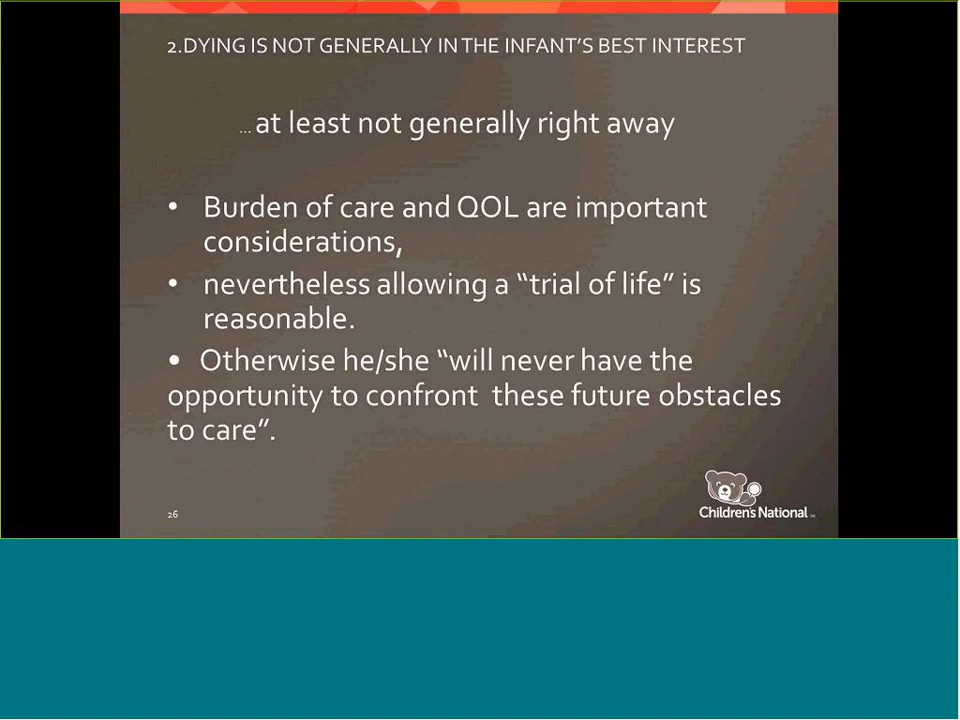 2.DYING IS NOT GENERALLY IN THE INFANT'S BEST INTEREST
... at least not generally right away
• Burden of care and QOL are important
considerations,
• nevertheless allowing a “trial of life” is
reasonable.
• Otherwise he/she “will never have the
opportunity to confront  these future obstacles
to care”.
26
Children's National